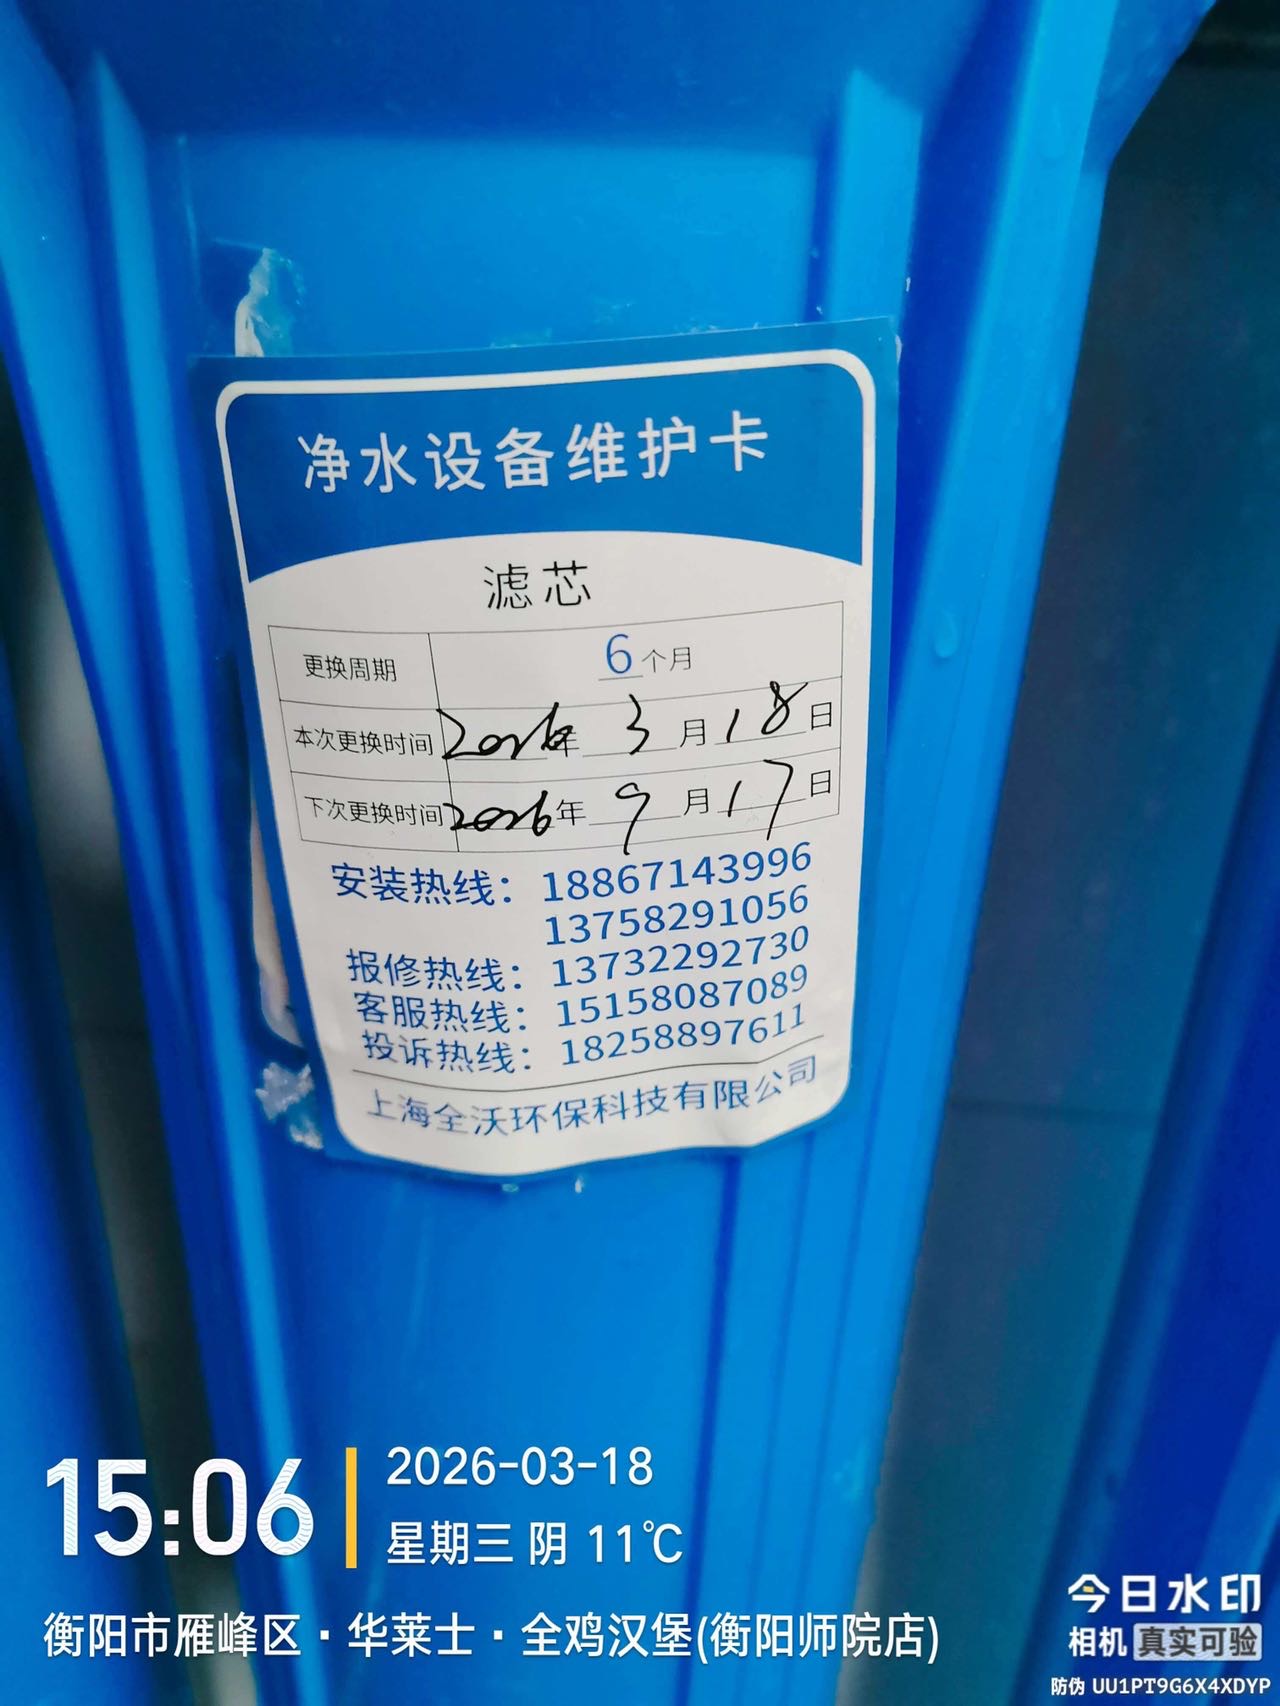 净水设备维护卡
滤芯
更换周期 6 个月
本次更换时间 2026年 3 月 18 日
下次更换时间 2026年 9 月 17 日
安装热线：18867143996
13758291056
报修热线：13732292730
客服热线：15158087089
投诉热线：18258897611
上海全沃环保科技有限公司
15:06
2026-03-18
星期三 阴 11℃
衡阳市雁峰区·华莱士·全鸡汉堡(衡阳师院店)
今日水印
相机 真实可验
防伪 UU1PT9G6X4XDYP